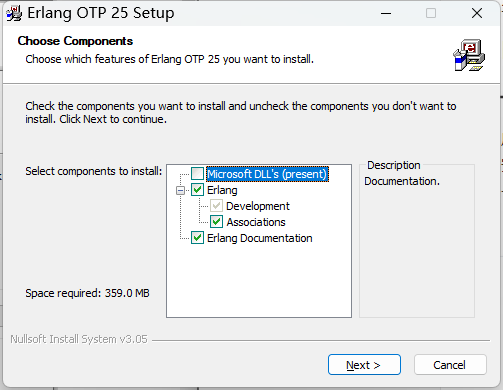 Erlang OTP 25 Setup
Choose Components
Choose which features of Erlang OTP 25 you want to install.
Check the components you want to install and uncheck the components you don't want to
install. Click Next to continue.
Select components to install:
Microsoft DLL's (present)
Erlang
Development
Associations
Erlang Documentation
Description
Documentation.
Space required: 359.0 MB
Nullsoft Install System v3.05
Next >
Cancel